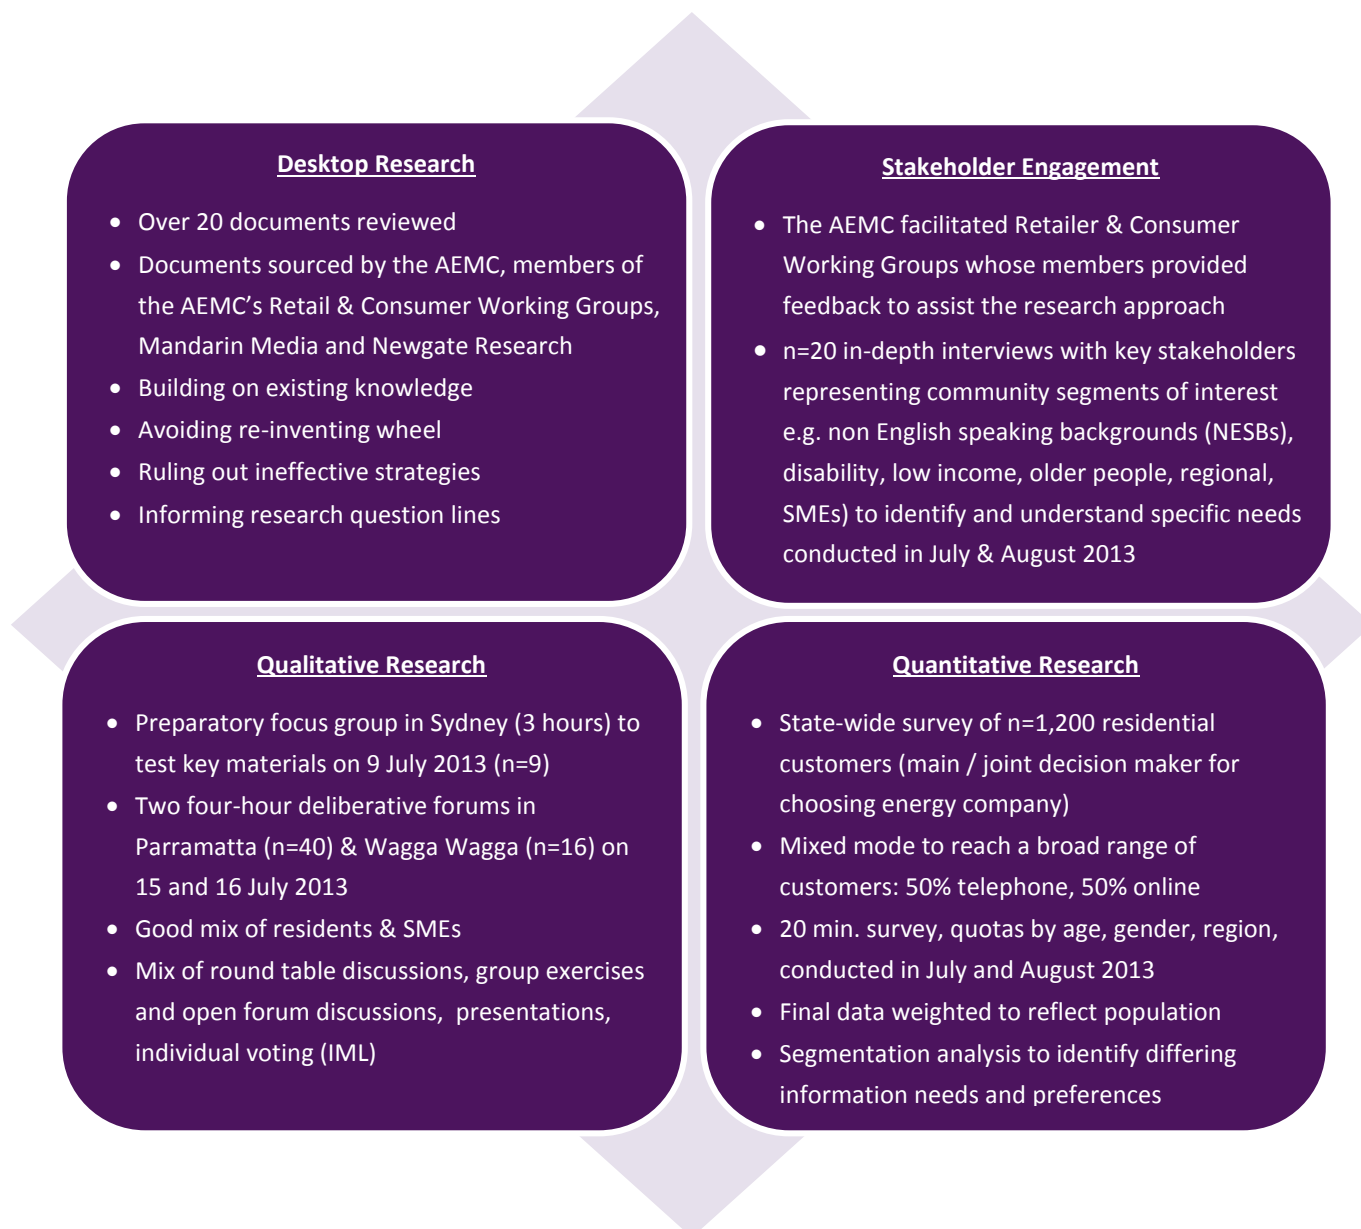 Desktop Research
• Over 20 documents reviewed
• Documents sourced by the AEMC, members of
the AEMC’s Retail & Consumer Working Groups,
Mandarin Media and Newgate Research
• Building on existing knowledge
• Avoiding re-inventing wheel
• Ruling out ineffective strategies
• Informing research question lines
Stakeholder Engagement
• The AEMC facilitated Retailer & Consumer
Working Groups whose members provided
feedback to assist the research approach
• n=20 in-depth interviews with key stakeholders
representing community segments of interest
e.g. non English speaking backgrounds (NESBs),
disability, low income, older people, regional,
SMEs) to identify and understand specific needs
conducted in July & August 2013
Qualitative Research
• Preparatory focus group in Sydney (3 hours) to
test key materials on 9 July 2013 (n=9)
• Two four-hour deliberative forums in
Parramatta (n=40) & Wagga Wagga (n=16) on
15 and 16 July 2013
• Good mix of residents & SMEs
• Mix of round table discussions, group exercises
and open forum discussions,  presentations,
individual voting (IML)
Quantitative Research
• State-wide survey of n=1,200 residential
customers (main / joint decision maker for
choosing energy company)
• Mixed mode to reach a broad range of
customers: 50% telephone, 50% online
• 20 min. survey, quotas by age, gender, region,
conducted in July and August 2013
• Final data weighted to reflect population
• Segmentation analysis to identify differing
information needs and preferences